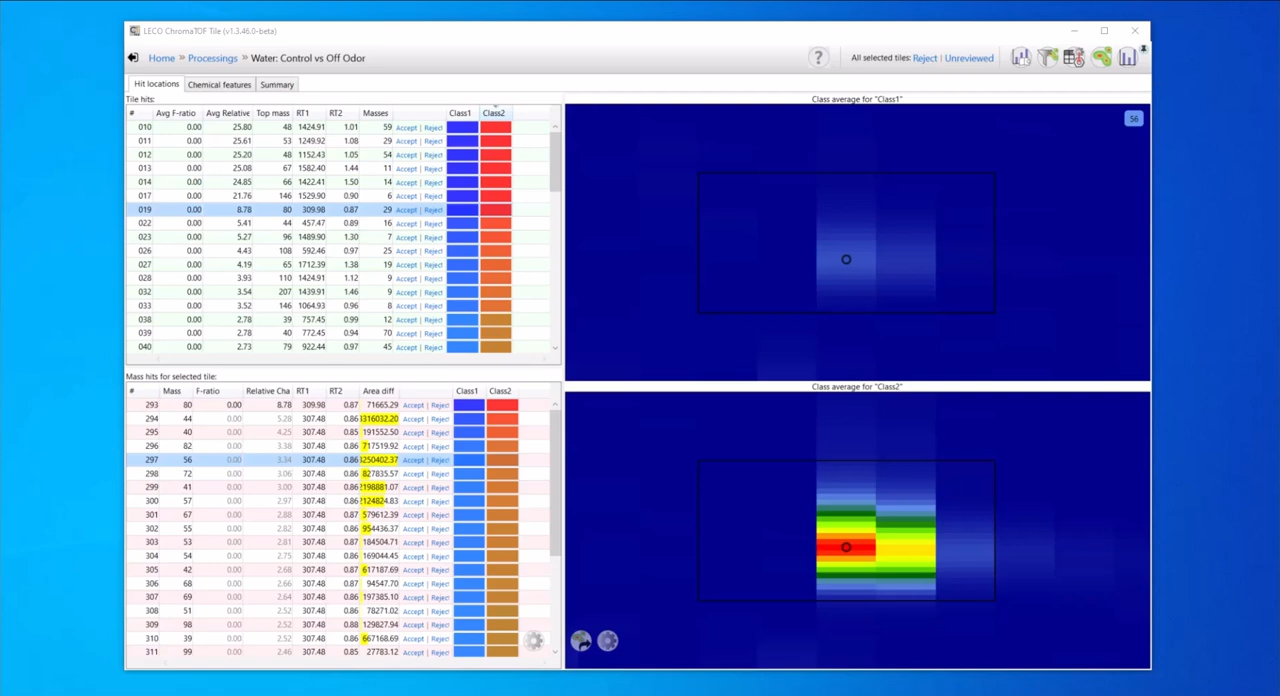 LECO ChromaTOF Tile (v1.3.46.0-beta)
Home » Processings » Water: Control vs Off Odor
? All selected tiles: Reject | Unreviewed
Hit locations Chemical features Summary
Tile hits:
# Avg F-ratio Avg Relative Top mass RT1 RT2 Masses Class1 Class2
010 0.00 25.80 48 1424.91 1.01 59 Accept | Reject
011 0.00 25.61 53 1249.92 1.08 29 Accept | Reject
012 0.00 25.20 48 1152.43 1.05 54 Accept | Reject
013 0.00 25.08 67 1582.40 1.44 11 Accept | Reject
014 0.00 24.85 66 1422.41 1.50 14 Accept | Reject
017 0.00 21.76 146 1529.90 0.90 6 Accept | Reject
019 0.00 8.78 80 309.98 0.87 29 Accept | Reject
022 0.00 5.41 44 457.47 0.89 16 Accept | Reject
023 0.00 5.27 96 1489.90 1.30 7 Accept | Reject
026 0.00 4.43 108 592.46 0.97 25 Accept | Reject
027 0.00 4.19 65 1712.39 1.38 19 Accept | Reject
028 0.00 3.93 110 1424.91 1.12 9 Accept | Reject
032 0.00 3.54 207 1439.91 1.46 9 Accept | Reject
033 0.00 3.52 146 1064.93 0.96 8 Accept | Reject
038 0.00 2.78 39 757.45 0.99 12 Accept | Reject
039 0.00 2.78 40 772.45 0.94 70 Accept | Reject
040 0.00 2.73 79 922.44 0.97 45 Accept | Reject
Mass hits for selected tile:
# Mass F-ratio Relative Cha RT1 RT2 Area diff Class1 Class2
293 80 0.00 8.78 309.98 0.87 71665.29 Accept | Reject
294 44 0.00 5.28 307.48 0.86 316032.20 Accept | Reject
295 40 0.00 4.25 307.48 0.85 191552.50 Accept | Reject
296 82 0.00 3.38 307.48 0.86 717519.92 Accept | Reject
297 56 0.00 3.34 307.48 0.86 250402.37 Accept | Reject
298 72 0.00 3.06 307.48 0.86 827835.57 Accept | Reject
299 41 0.00 3.00 307.48 0.86 2198881.07 Accept | Reject
300 57 0.00 2.97 307.48 0.86 2124824.83 Accept | Reject
301 67 0.00 2.88 307.48 0.86 579612.39 Accept | Reject
302 55 0.00 2.82 307.48 0.86 954436.37 Accept | Reject
303 53 0.00 2.81 307.48 0.87 184504.71 Accept | Reject
304 54 0.00 2.75 307.48 0.86 169044.45 Accept | Reject
305 42 0.00 2.68 307.48 0.87 617187.69 Accept | Reject
306 68 0.00 2.66 307.48 0.87 94547.70 Accept | Reject
307 69 0.00 2.64 307.48 0.86 197385.10 Accept | Reject
308 51 0.00 2.52 307.48 0.86 78271.02 Accept | Reject
309 98 0.00 2.52 307.48 0.88 129827.94 Accept | Reject
310 39 0.00 2.52 307.48 0.86 667168.69 Accept | Reject
311 99 0.00 2.46 307.48 0.85 27783.12 Accept | Reject
Class average for "Class1"
56
Class average for "Class2"